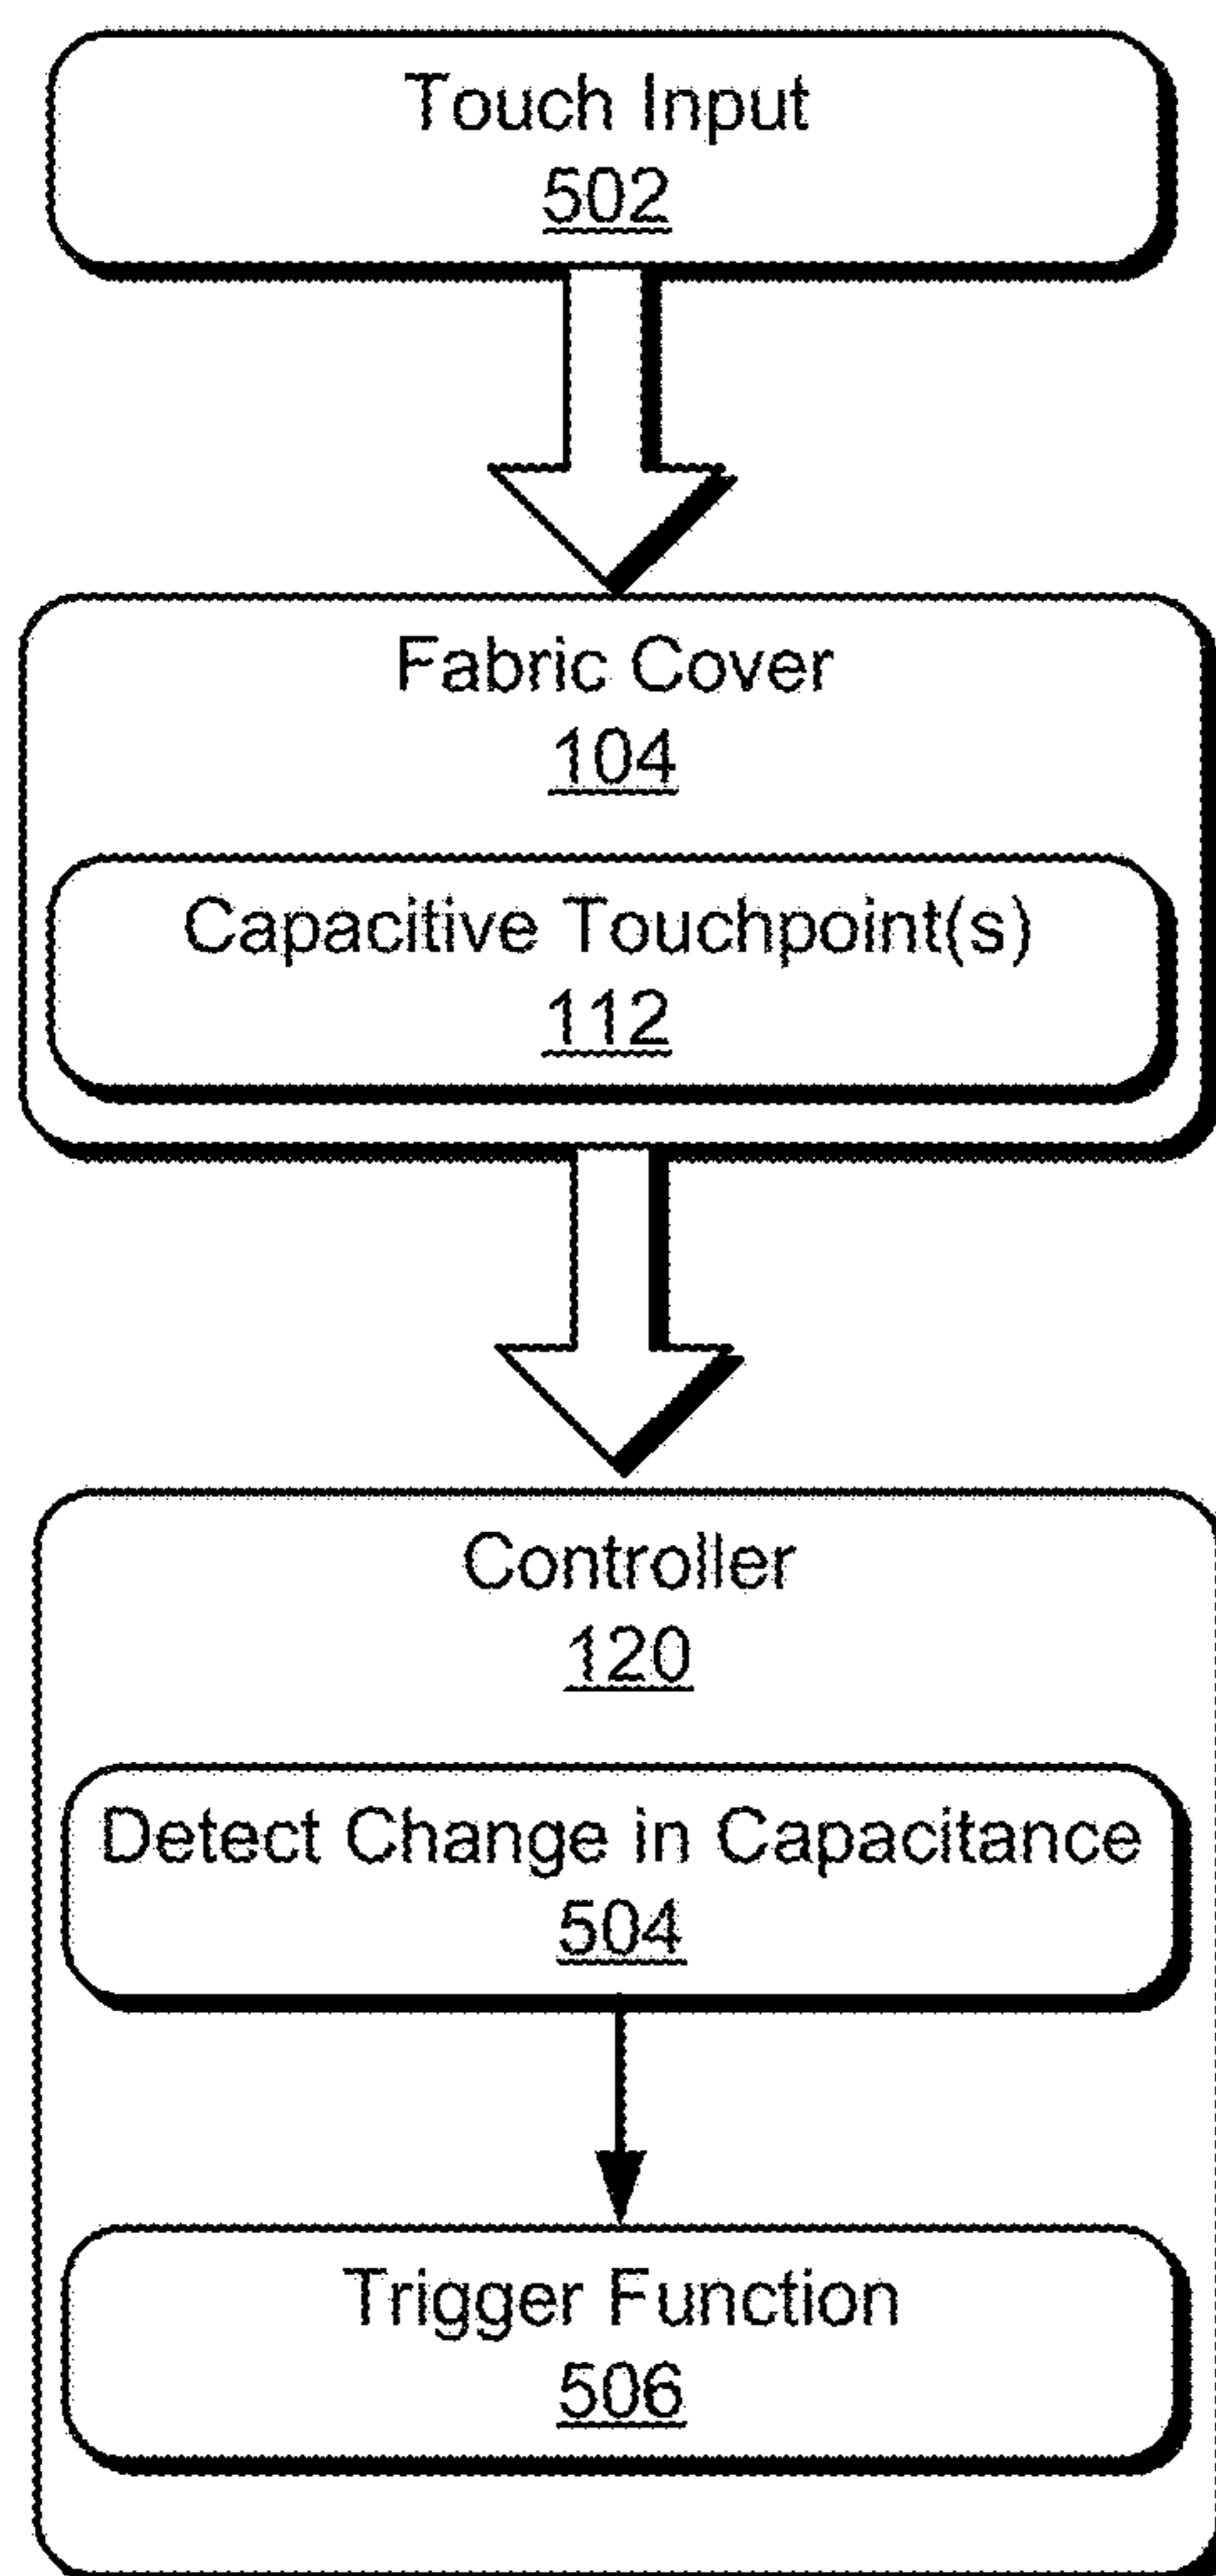 Touch Input
502
Fabric Cover
104
Capacitive Touchpoint(s)
112
Controller
120
Detect Change in Capacitance
504
Trigger Function
506